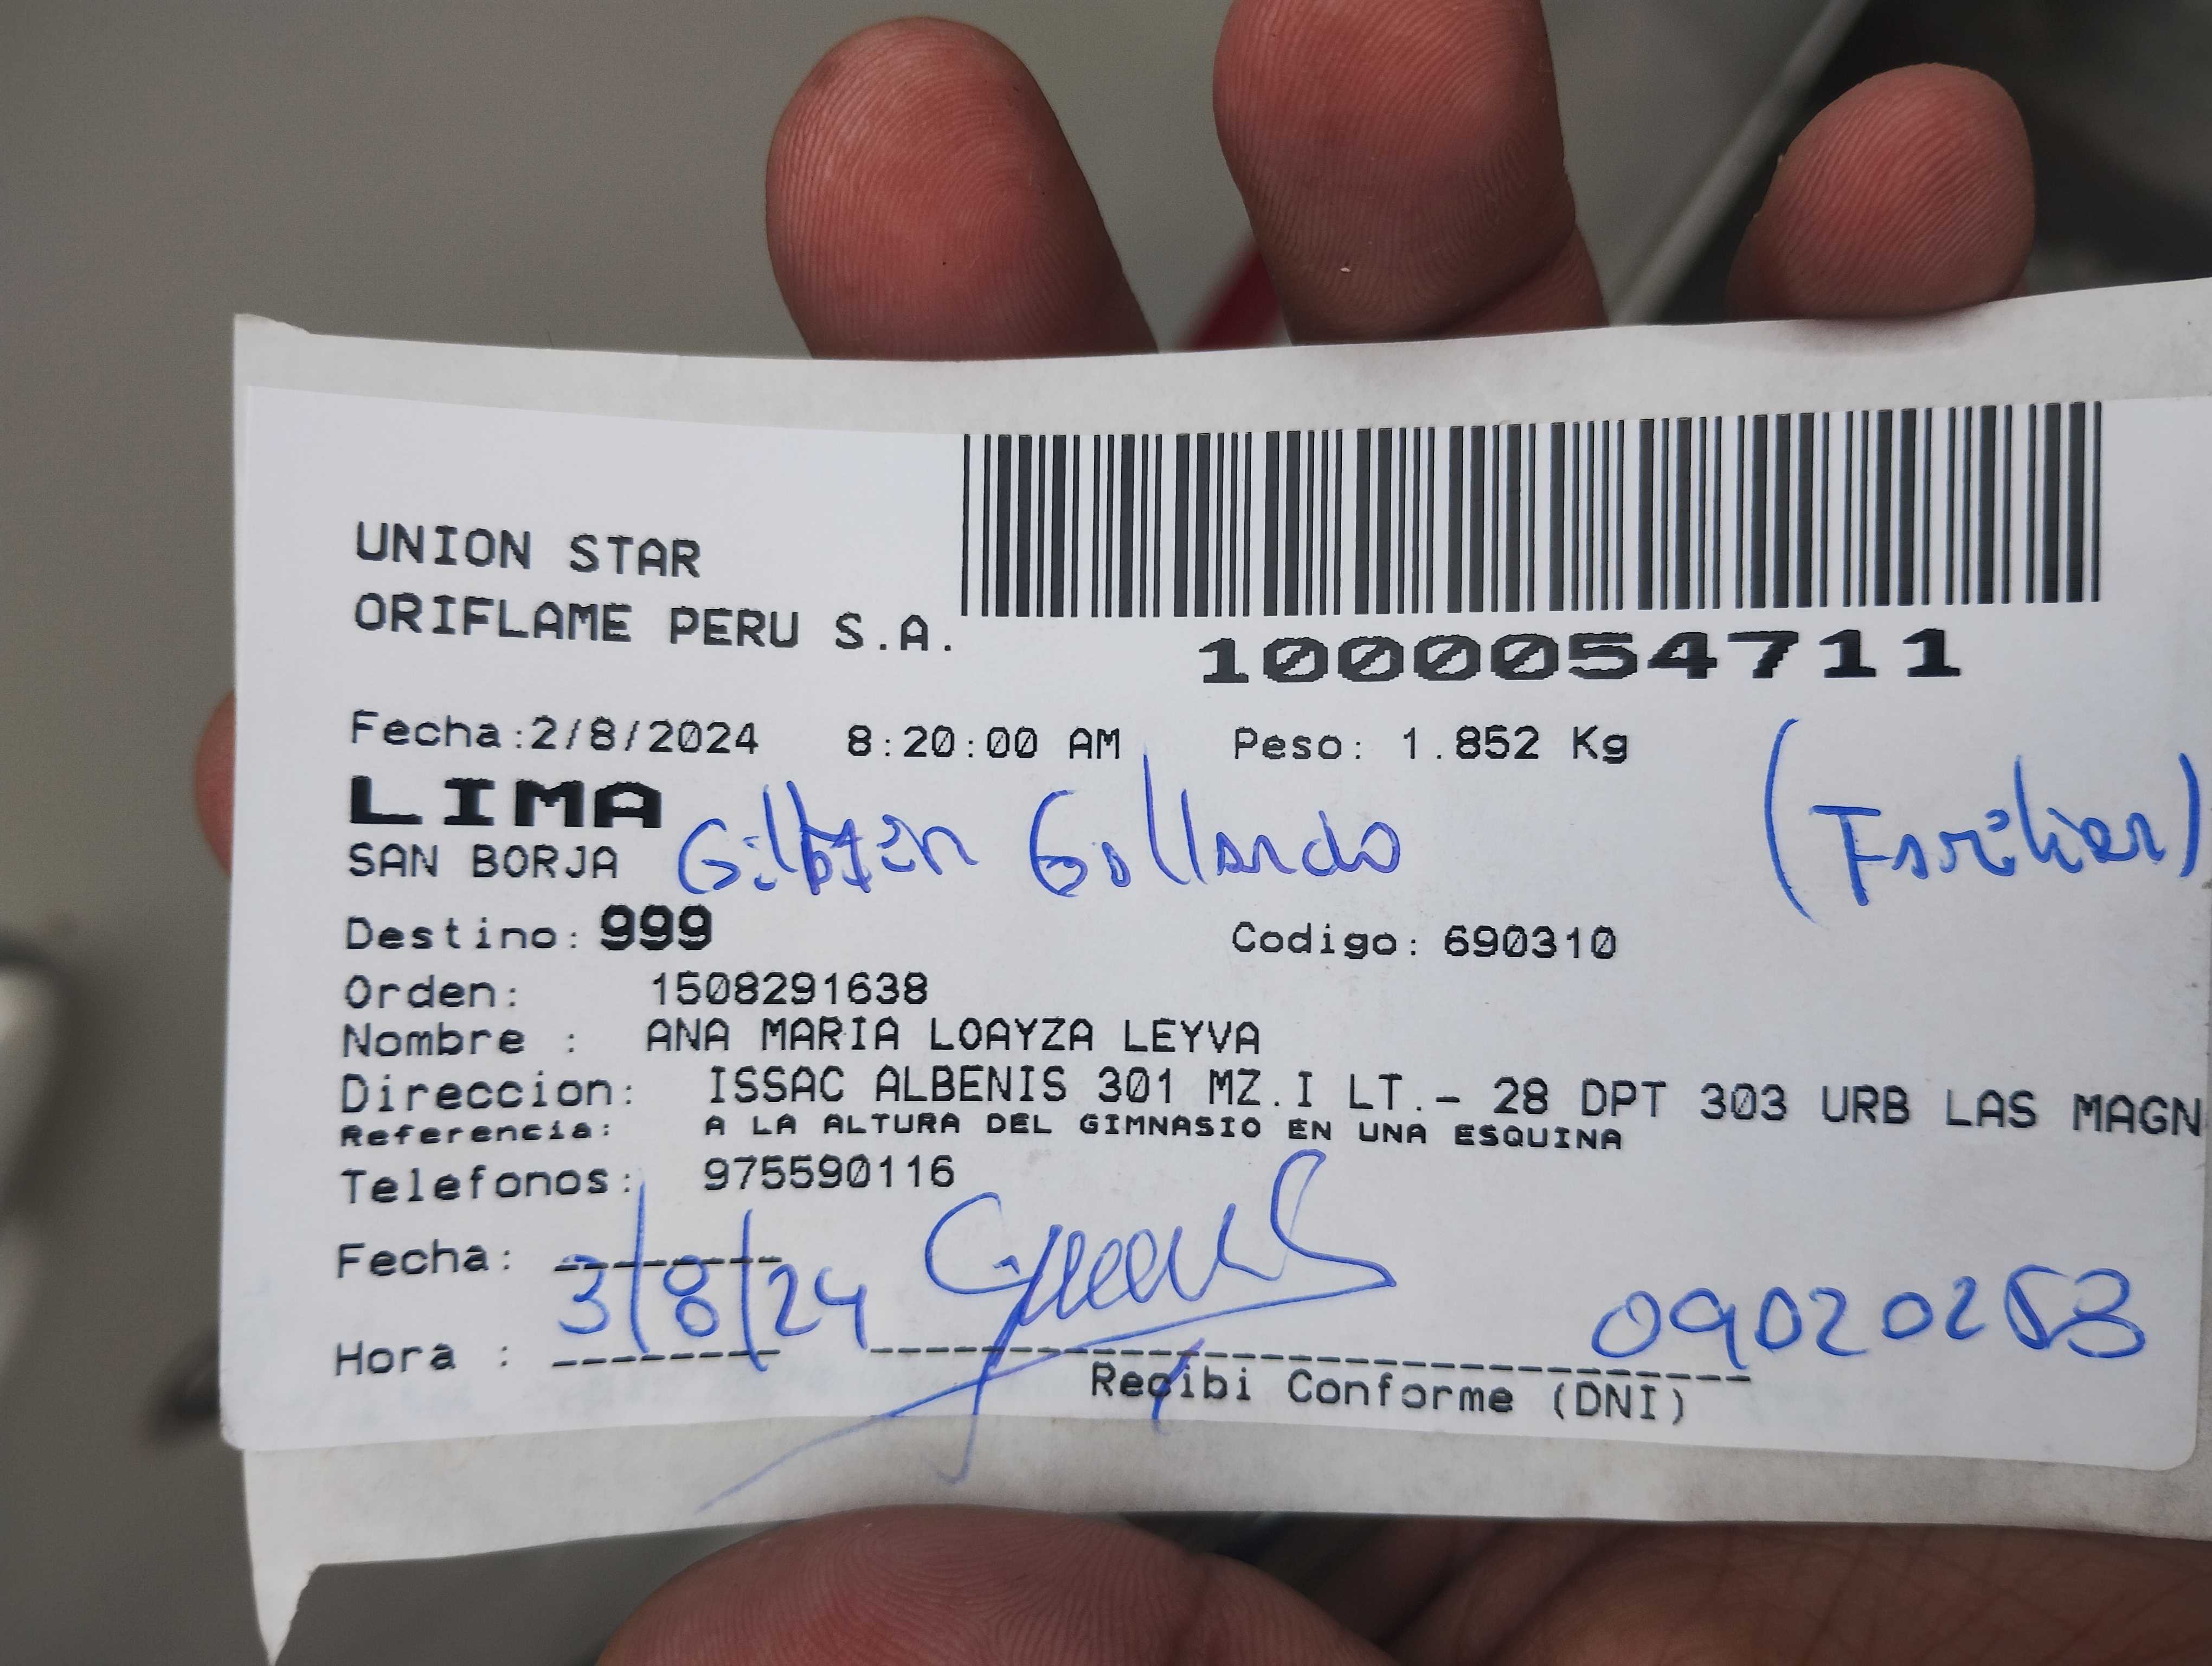 UNION STAR
ORIFLAME PERU S.A.
1000054711
Fecha:2/8/2024 8:20:00 AM Peso: 1.852 Kg
LIMA
SAN BORJA Gollardo (Familiar)
Destino: 999 Codigo: 690310
Orden: 1508291638
Nombre : ANA MARIA LOAYZA LEYVA
Direccion: ISSAC ALBENIS 301 MZ.I LT.- 28 DPT 303 URB LAS MAGN
Referencia: A LA ALTURA DEL GIMNASIO EN UNA ESQUINA
Telefonos: 975590116
Fecha: 3/8/24
Hora :
Recibi Conforme (DNI)